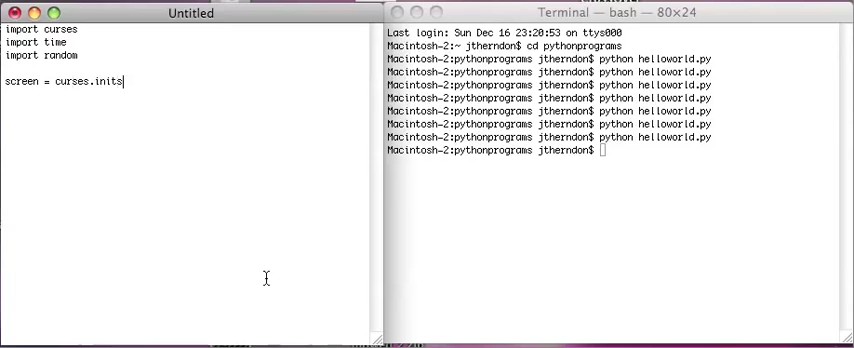 Untitled
import curses
import time
import random
screen = curses.inits
Terminal — bash — 80×24
Last login: Sun Dec 16 23:20:53 on ttys000
Macintosh-2:~ jtherndon$ cd pythonprograms
Macintosh-2:pythonprograms jtherndon$ python helloworld.py
Macintosh-2:pythonprograms jtherndon$ python helloworld.py
Macintosh-2:pythonprograms jtherndon$ python helloworld.py
Macintosh-2:pythonprograms jtherndon$ python helloworld.py
Macintosh-2:pythonprograms jtherndon$ python helloworld.py
Macintosh-2:pythonprograms jtherndon$ python helloworld.py
Macintosh-2:pythonprograms jtherndon$ python helloworld.py
Macintosh-2:pythonprograms jtherndon$